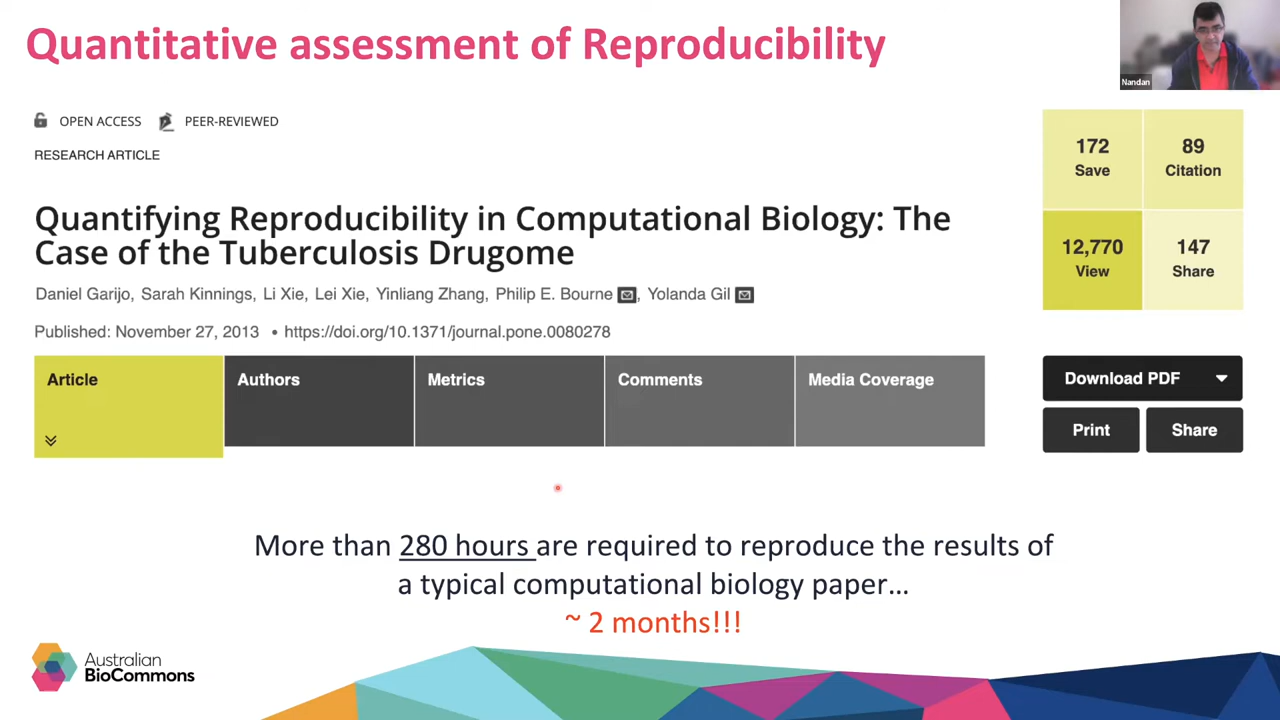 Quantitative assessment of Reproducibility
Nandan
OPEN ACCESS PEER-REVIEWED
RESEARCH ARTICLE
Quantifying Reproducibility in Computational Biology: The
Case of the Tuberculosis Drugome
Daniel Garijo, Sarah Kinnings, Li Xie, Lei Xie, Yinliang Zhang, Philip E. Bourne, Yolanda Gil
Published: November 27, 2013 • https://doi.org/10.1371/journal.pone.0080278
172 89
Save Citation
12,770 147
View Share
Article Authors Metrics Comments Media Coverage
Download PDF
Print Share
More than 280 hours are required to reproduce the results of
a typical computational biology paper...
~ 2 months!!!
Australian
BioCommons